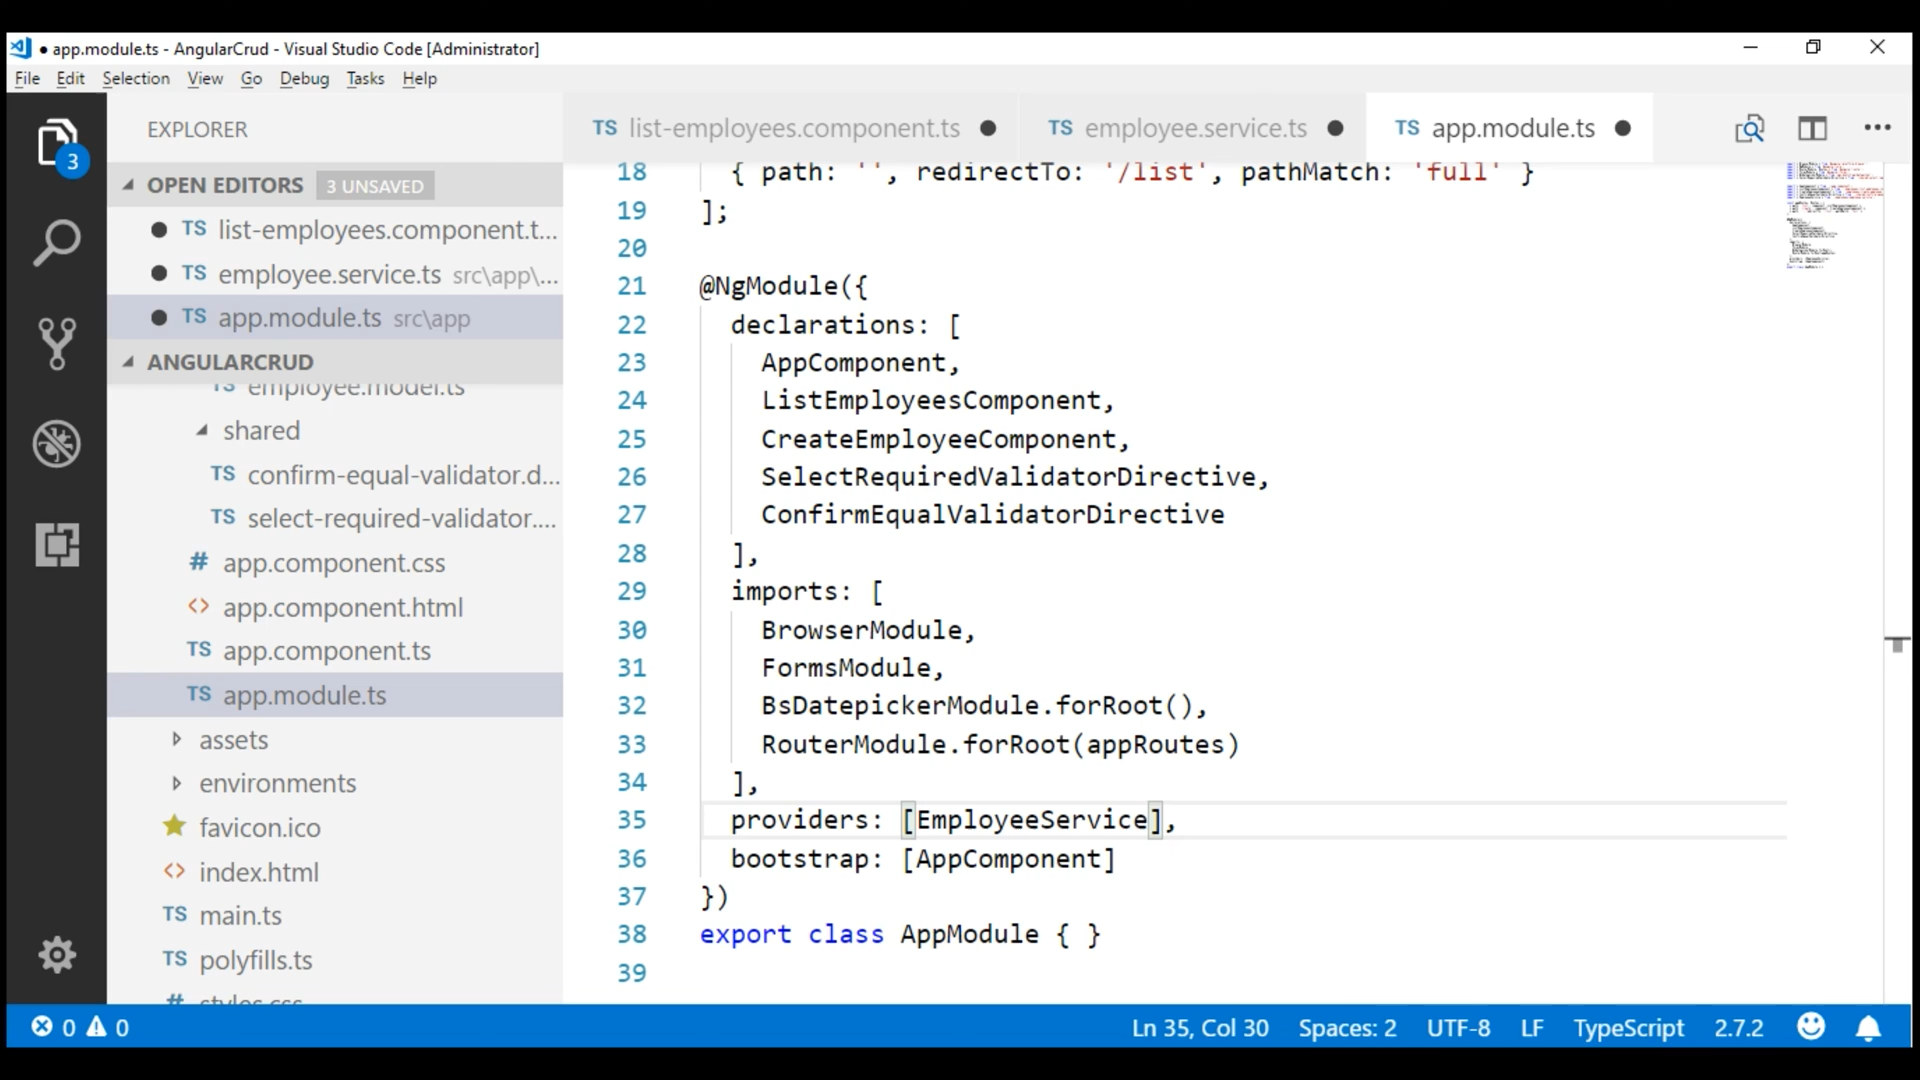 ● app.module.ts - AngularCrud - Visual Studio Code [Administrator]
File Edit Selection View Go Debug Tasks Help
EXPLORER
TS list-employees.component.ts ●
TS employee.service.ts ●
TS app.module.ts ●
3
OPEN EDITORS 3 UNSAVED
● TS list-employees.component.t...
● TS employee.service.ts src\app\...
● TS app.module.ts src\app
ANGULARCRUD
TS employee.model.ts
shared
TS confirm-equal-validator.d...
TS select-required-validator....
# app.component.css
<> app.component.html
TS app.component.ts
TS app.module.ts
assets
environments
favicon.ico
<> index.html
TS main.ts
TS polyfills.ts
# styles.css
18 { path: '', redirectTo: '/list', pathMatch: 'full' }
19 ];
20
21 @NgModule({
22 declarations: [
23 AppComponent,
24 ListEmployeesComponent,
25 CreateEmployeeComponent,
26 SelectRequiredValidatorDirective,
27 ConfirmEqualValidatorDirective
28 ],
29 imports: [
30 BrowserModule,
31 FormsModule,
32 BsDatepickerModule.forRoot(),
33 RouterModule.forRoot(appRoutes)
34 ],
35 providers: [EmployeeService],
36 bootstrap: [AppComponent]
37 })
38 export class AppModule { }
39
0 0
Ln 35, Col 30 Spaces: 2 UTF-8 LF TypeScript 2.7.2